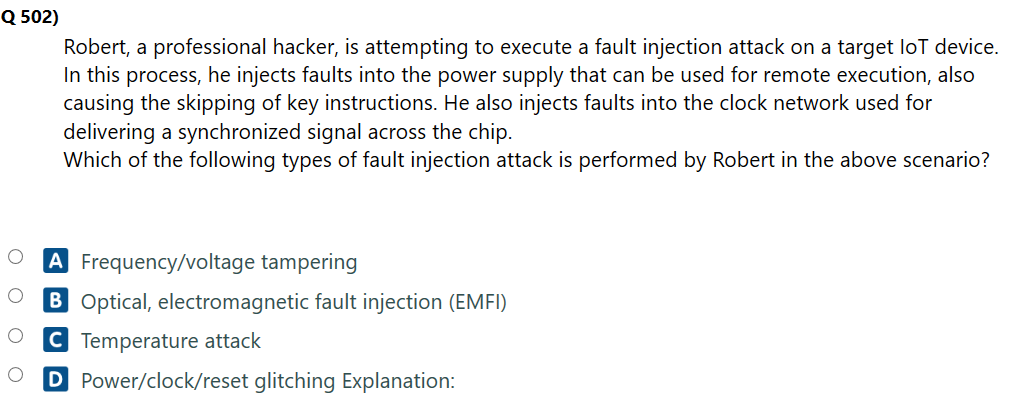 Q 502)
Robert, a professional hacker, is attempting to execute a fault injection attack on a target IoT device.
In this process, he injects faults into the power supply that can be used for remote execution, also
causing the skipping of key instructions. He also injects faults into the clock network used for
delivering a synchronized signal across the chip.
Which of the following types of fault injection attack is performed by Robert in the above scenario?
A Frequency/voltage tampering
B Optical, electromagnetic fault injection (EMFI)
C Temperature attack
D Power/clock/reset glitching Explanation: